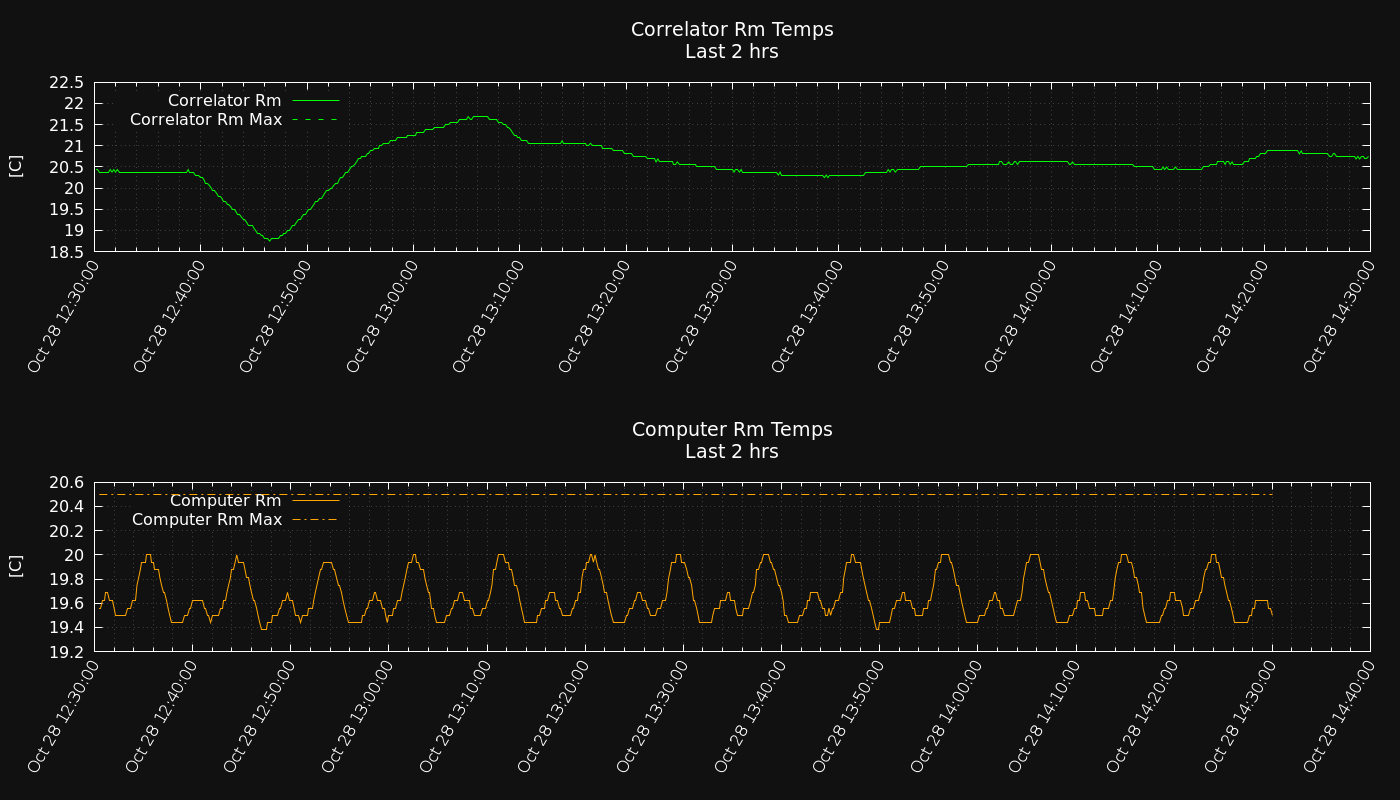 Correlator Rm Temps
Last 2 hrs
[C]
22.5
22
21.5
21
20.5
20
19.5
19
18.5
Correlator Rm
Correlator Rm Max
Oct 28 12:30:00
Oct 28 12:40:00
Oct 28 12:50:00
Oct 28 13:00:00
Oct 28 13:10:00
Oct 28 13:20:00
Oct 28 13:30:00
Oct 28 13:40:00
Oct 28 13:50:00
Oct 28 14:00:00
Oct 28 14:10:00
Oct 28 14:20:00
Oct 28 14:30:00
Computer Rm Temps
Last 2 hrs
[C]
20.6
20.4
20.2
20
19.8
19.6
19.4
19.2
Computer Rm
Computer Rm Max
Oct 28 12:30:00
Oct 28 12:40:00
Oct 28 12:50:00
Oct 28 13:00:00
Oct 28 13:10:00
Oct 28 13:20:00
Oct 28 13:30:00
Oct 28 13:40:00
Oct 28 13:50:00
Oct 28 14:00:00
Oct 28 14:10:00
Oct 28 14:20:00
Oct 28 14:30:00
Oct 28 14:40:00